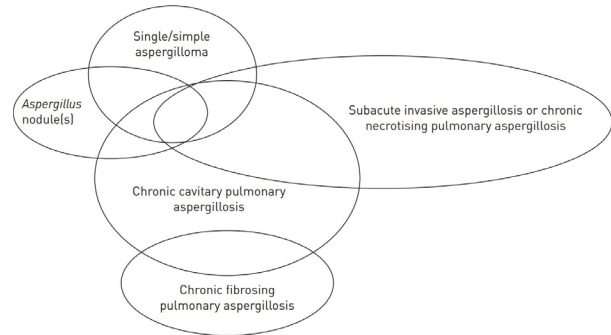 Single/simple
aspergilloma
Aspergillus
nodule(s)
Subacute invasive aspergillosis or chronic
necrotising pulmonary aspergillosis
Chronic cavitary pulmonary
aspergillosis
Chronic fibrosing
pulmonary aspergillosis